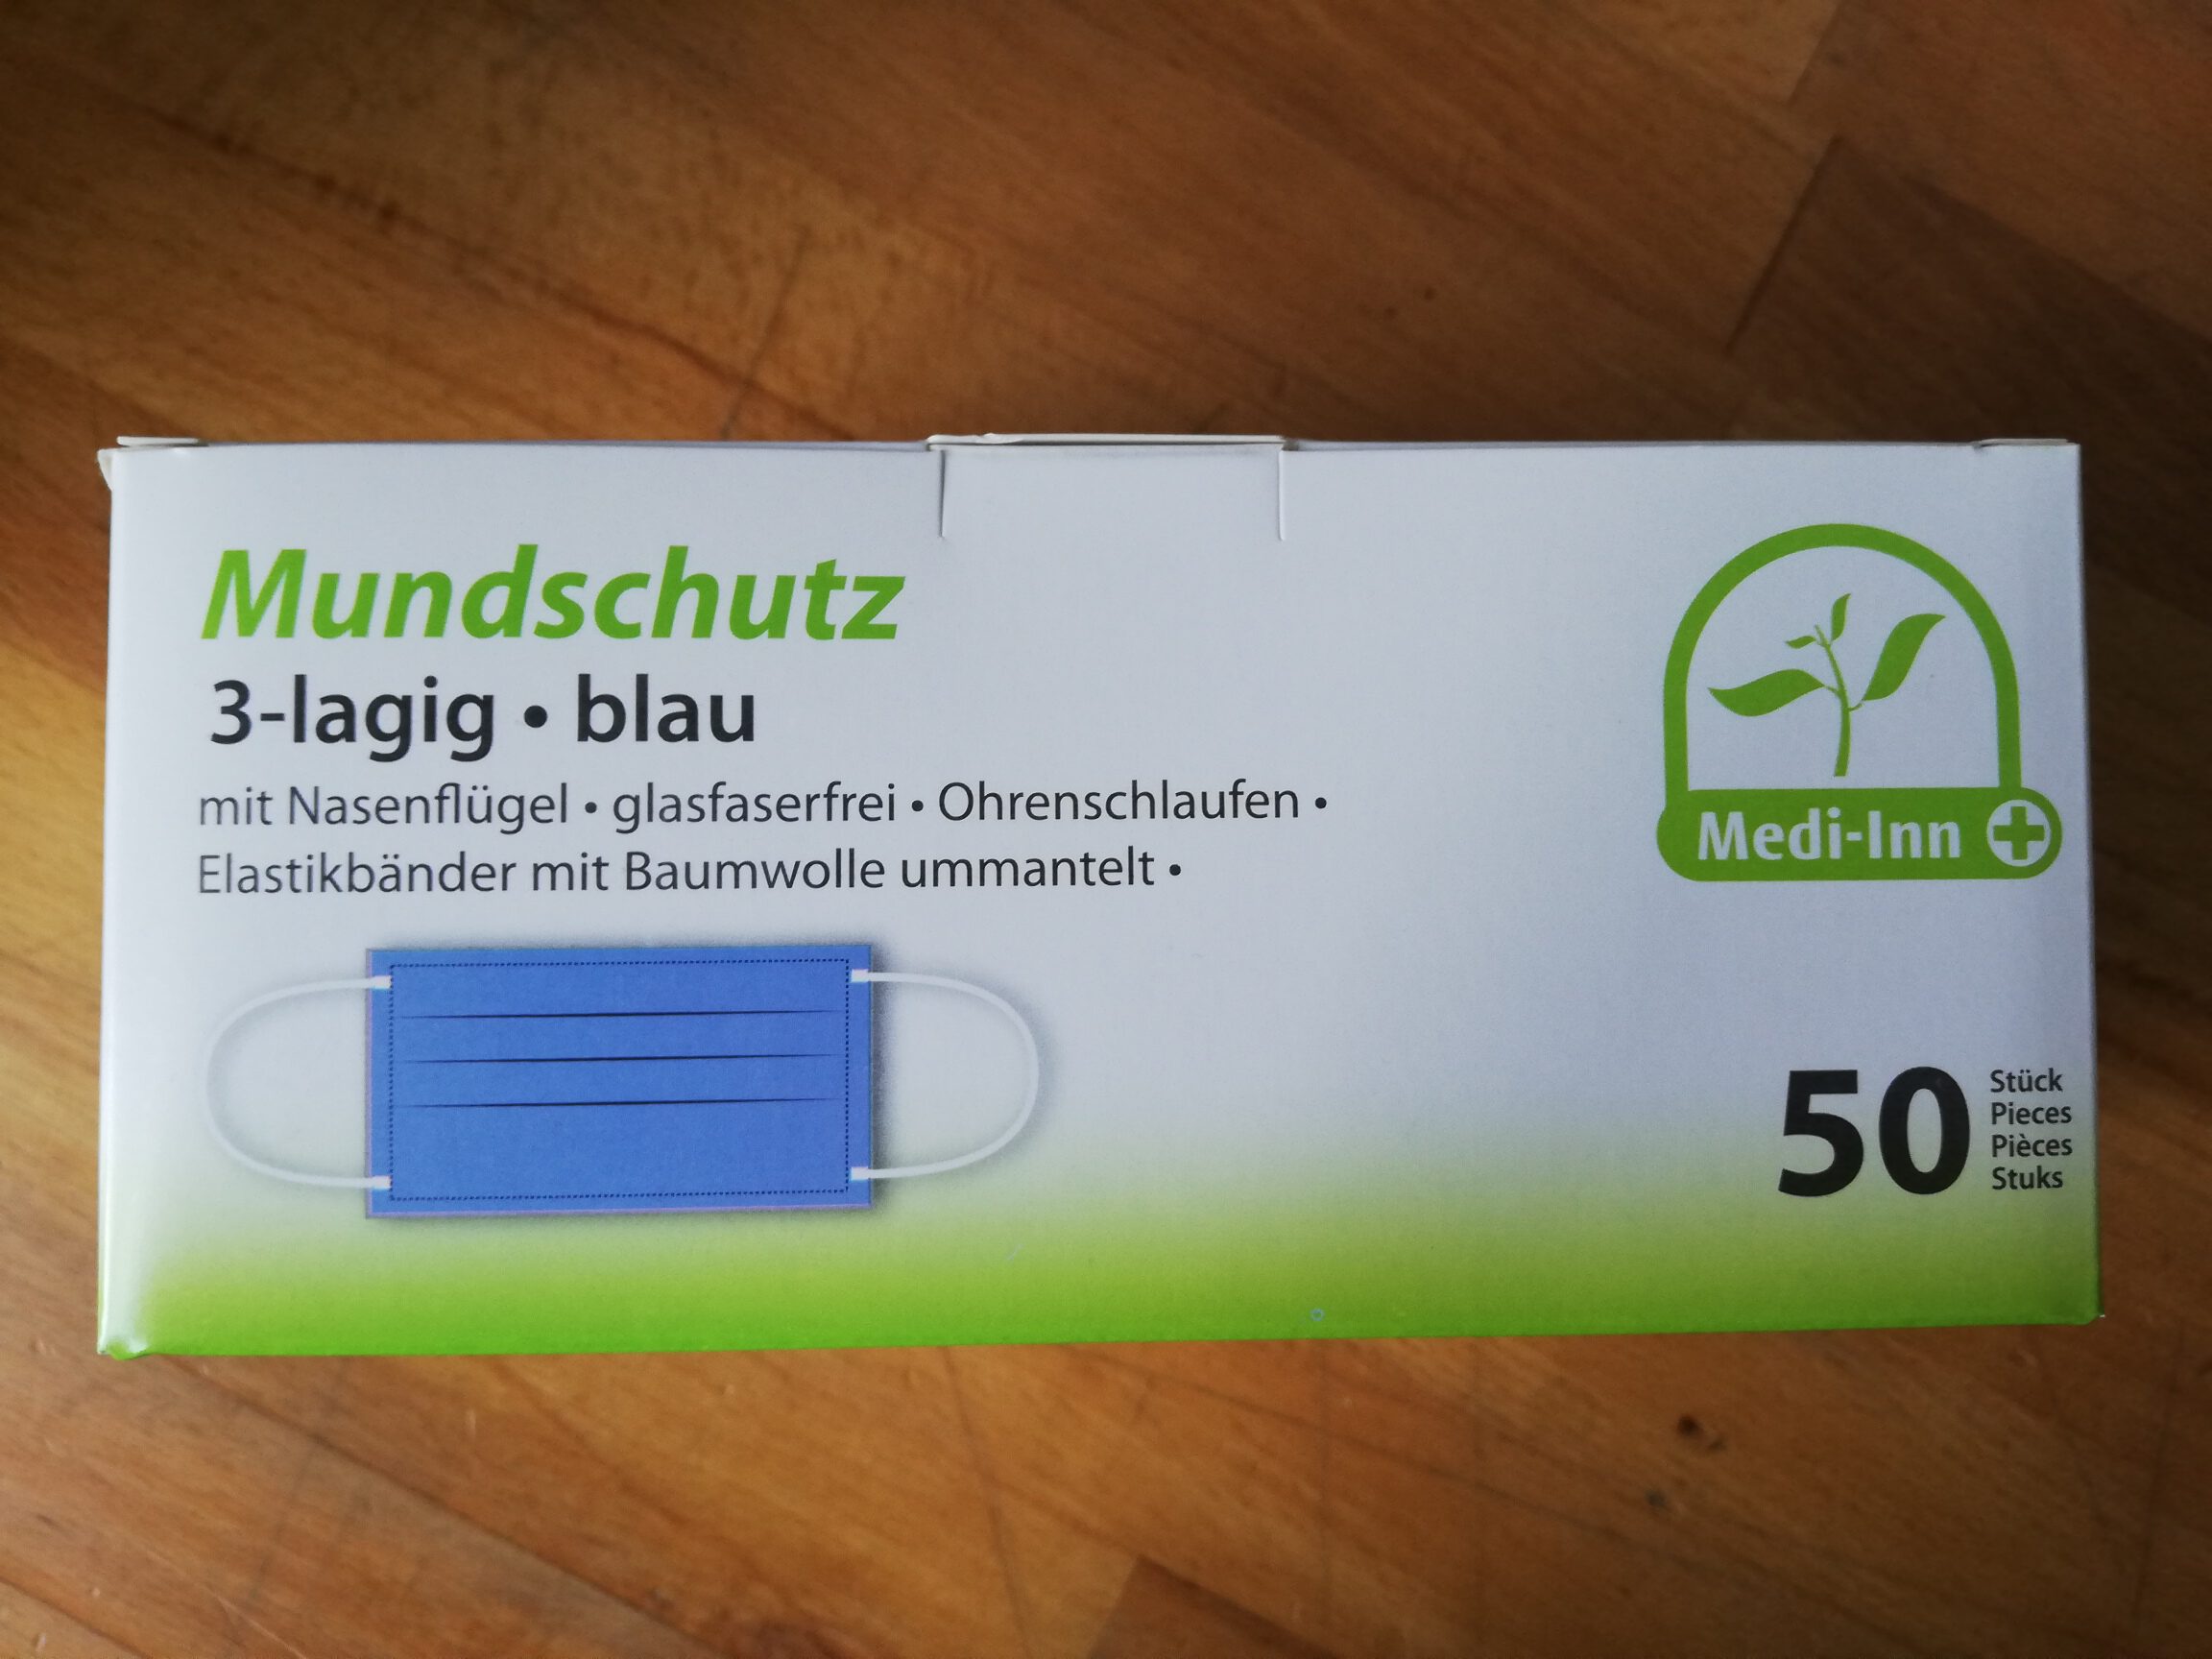 Mundschutz
3-lagig • blau
mit Nasenflügel • glasfaserfrei • Ohrenschlaufen •
Elastikbänder mit Baumwolle ummantelt •
Medi-Inn
50
Stück
Pieces
Pièces
Stuks